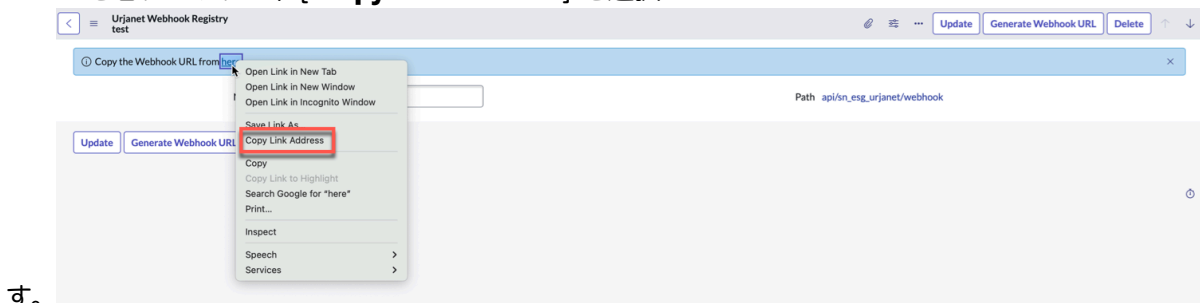 Urjanet Webhook Registry
test
Update Generate Webhook URL Delete
Copy the Webhook URL from here
Open Link in New Tab
Open Link in New Window
Open Link in Incognito Window
Path api/sn_esg_urjanet/webhook
Save Link As...
Update Generate Webhook URL
Copy Link Address
Copy
Copy Link to Highlight
Search Google for "here"
Print...
Inspect
Speech
Services
す。